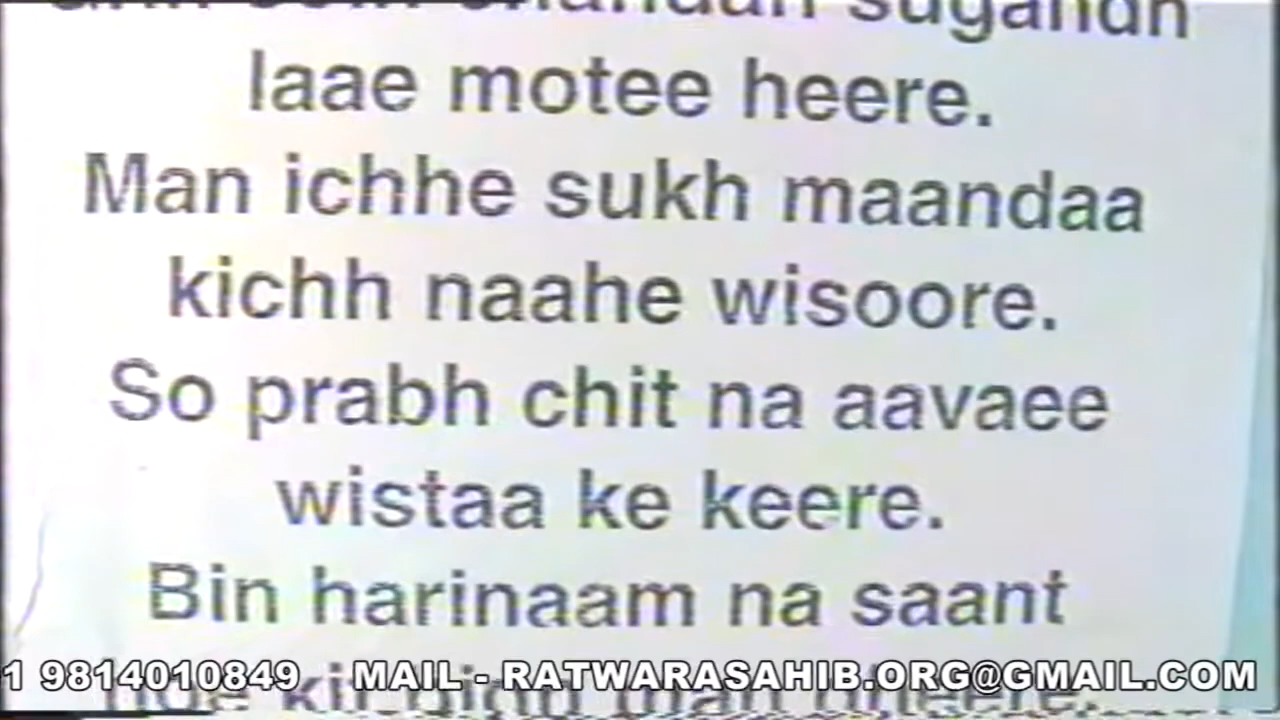 sugandh
laae motee heere.
Man ichhe sukh maandaa
kichh naahe wisoore.
So prabh chit na aavaee
wistaa ke keere.
Bin harinaam na saant
1 9814010849 MAIL - RATWARASAHIB.ORG@GMAIL.COM